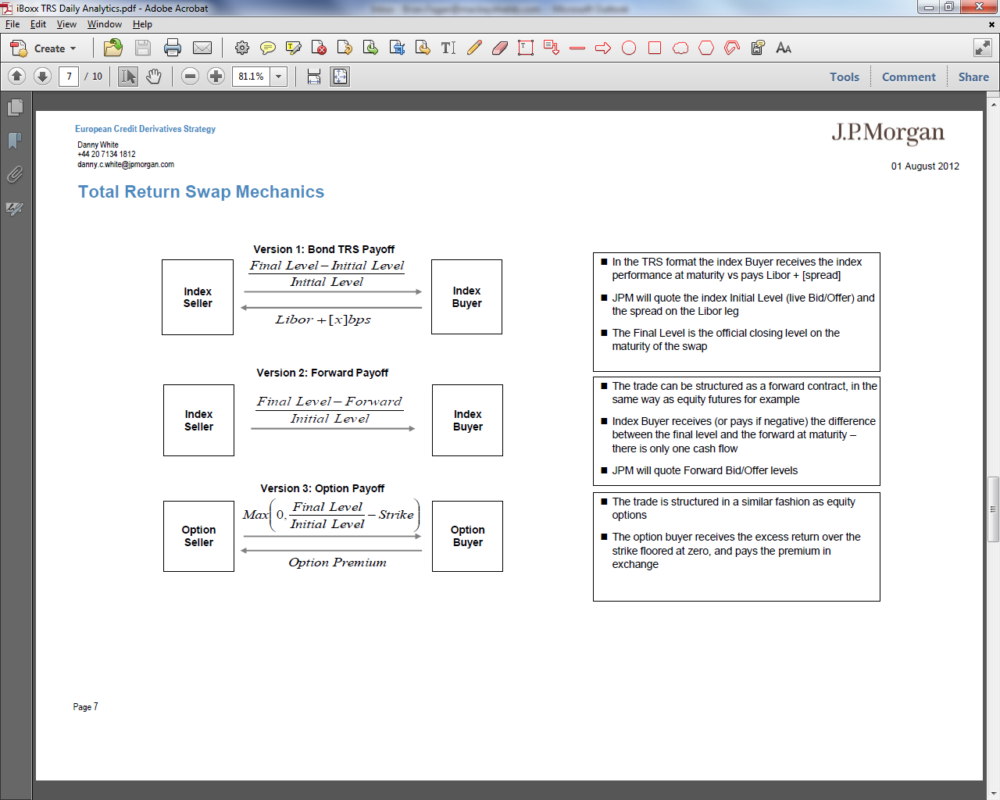 iBoxx TRS Daily Analytics.pdf - Adobe Acrobat
File Edit View Window Help
Create
7 / 10
81.1%
Tools Comment Share
European Credit Derivatives Strategy
J.P.Morgan
Danny White
+44 20 7134 1812
danny.c.white@jpmorgan.com
01 August 2012
Total Return Swap Mechanics
Version 1: Bond TRS Payoff
Final Level – Initial Level
Initial Level
Index
Seller
Index
Buyer
Libor + [x]bps
■ In the TRS format the index Buyer receives the index
performance at maturity vs pays Libor + [spread]
■ JPM will quote the index Initial Level (live Bid/Offer) and
the spread on the Libor leg
■ The Final Level is the official closing level on the
maturity of the swap
Version 2: Forward Payoff
Final Level – Forward
Initial Level
Index
Seller
Index
Buyer
■ The trade can be structured as a forward contract, in the
same way as equity futures for example
■ Index Buyer receives (or pays if negative) the difference
between the final level and the forward at maturity –
there is only one cash flow
■ JPM will quote Forward Bid/Offer levels
Version 3: Option Payoff
Max(0, Final Level / Initial Level – Strike)
Option
Seller
Option
Buyer
Option Premium
■ The trade is structured in a similar fashion as equity
options
■ The option buyer receives the excess return over the
strike floored at zero, and pays the premium in
exchange
Page 7